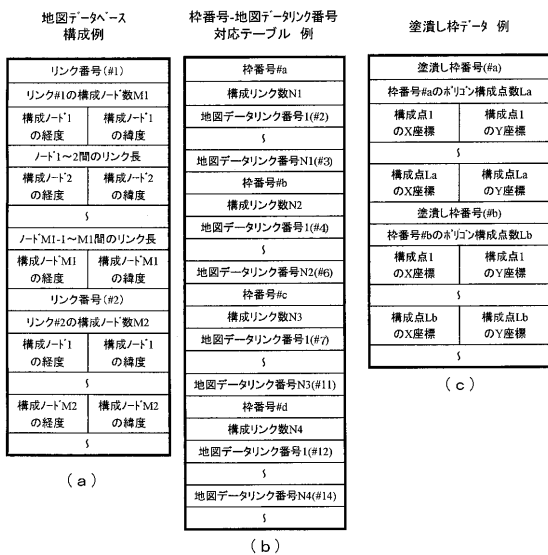 地図データベース
構成例
リンク番号(#1)
リンク#1の構成ノード数M1
構成ノード1
の経度
構成ノード1
の緯度
ノード1～2間のリンク長
構成ノード2
の経度
構成ノード2
の緯度
∫
ノードM1-1～M1間のリンク長
構成ノードM1
の経度
構成ノードM1
の緯度
リンク番号(#2)
リンク#2の構成ノード数M2
構成ノード1
の経度
構成ノード1
の緯度
∫
構成ノードM2
の経度
構成ノードM2
の緯度
∫
(a)
枠番号-地図データリンク番号
対応テーブル 例
枠番号#a
構成リンク数N1
地図データリンク番号1(#2)
∫
地図データリンク番号N1(#3)
枠番号#b
構成リンク数N2
地図データリンク番号1(#4)
∫
地図データリンク番号N2(#6)
枠番号#c
構成リンク数N3
地図データリンク番号1(#7)
∫
地図データリンク番号N3(#11)
枠番号#d
構成リンク数N4
地図データリンク番号1(#12)
∫
地図データリンク番号N4(#14)
∫
(b)
塗潰し枠データ 例
塗潰し枠番号(#a)
枠番号#aのポリゴン構成点数La
構成点1
のX座標
構成点1
のY座標
∫
構成点La
のX座標
構成点La
のY座標
塗潰し枠番号(#b)
枠番号#bのポリゴン構成点数Lb
構成点1
のX座標
構成点1
のY座標
∫
構成点Lb
のX座標
構成点Lb
のY座標
∫
(c)